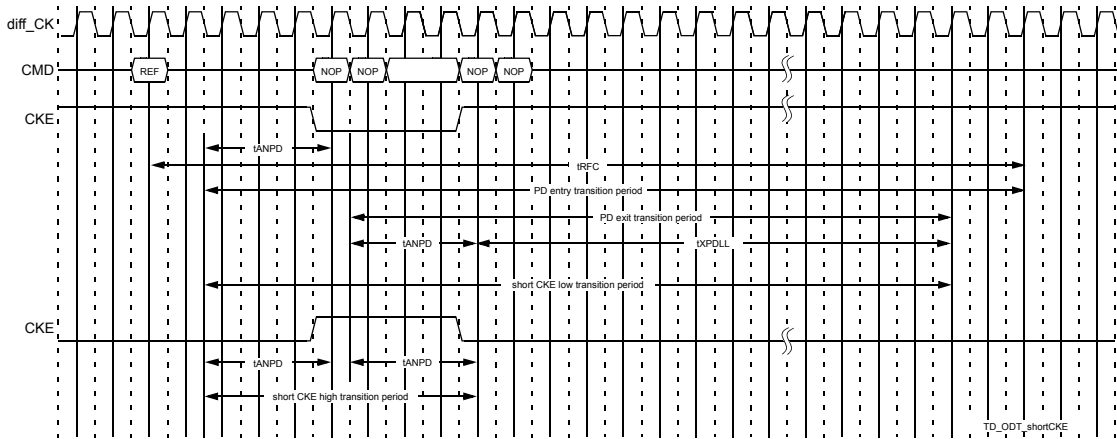 diff_CK
CMD REF NOP NOP NOP NOP
CKE
tANPD
tRFC
PD entry transition period
PD exit transition period
tANPD tXPDLL
short CKE low transition period
CKE
tANPD tANPD
short CKE high transition period
TD_ODT_shortCKE